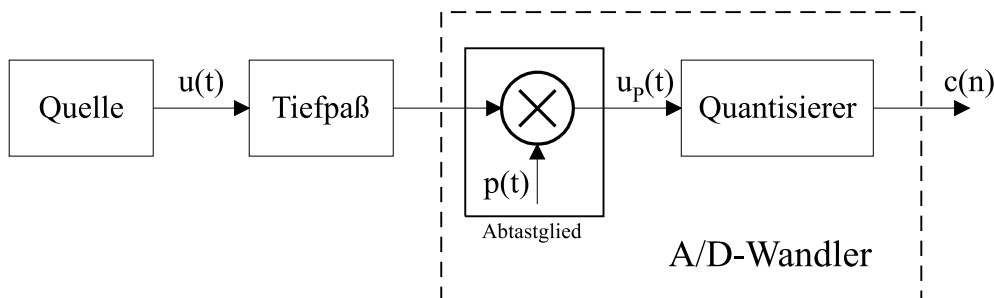 Quelle
u(t)
Tiefpaß
p(t)
Abtastglied
u_P(t)
Quantisierer
c(n)
A/D-Wandler